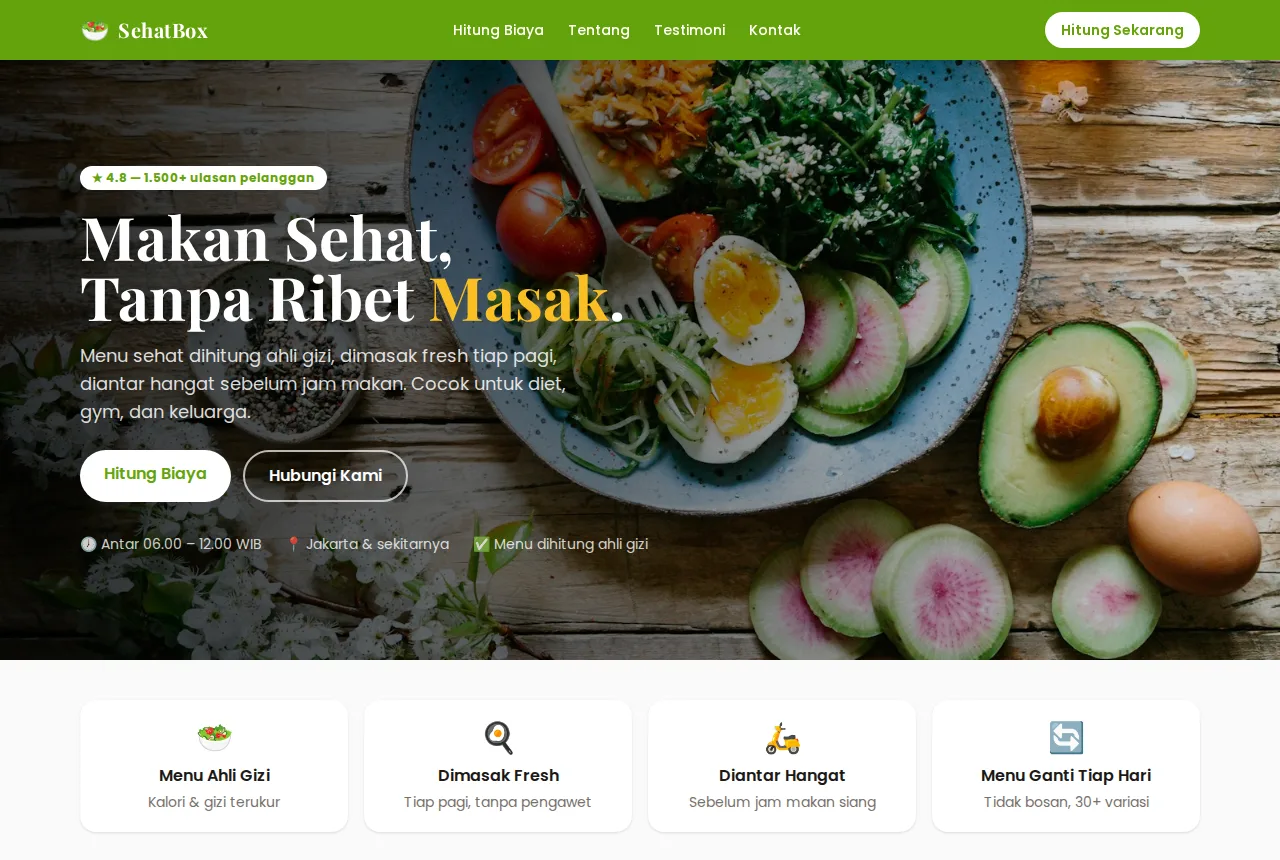 SehatBox
Hitung Biaya
Tentang
Testimoni
Kontak
Hitung Sekarang
★ 4.8 — 1.500+ ulasan pelanggan
Makan Sehat,
Tanpa Ribet Masak.
Menu sehat dihitung ahli gizi, dimasak fresh tiap pagi,
diantar hangat sebelum jam makan. Cocok untuk diet,
gym, dan keluarga.
Hitung Biaya
Hubungi Kami
Antar 06.00 – 12.00 WIB
Jakarta & sekitarnya
Menu dihitung ahli gizi
Menu Ahli Gizi
Kalori & gizi terukur
Dimasak Fresh
Tiap pagi, tanpa pengawet
Diantar Hangat
Sebelum jam makan siang
Menu Ganti Tiap Hari
Tidak bosan, 30+ variasi